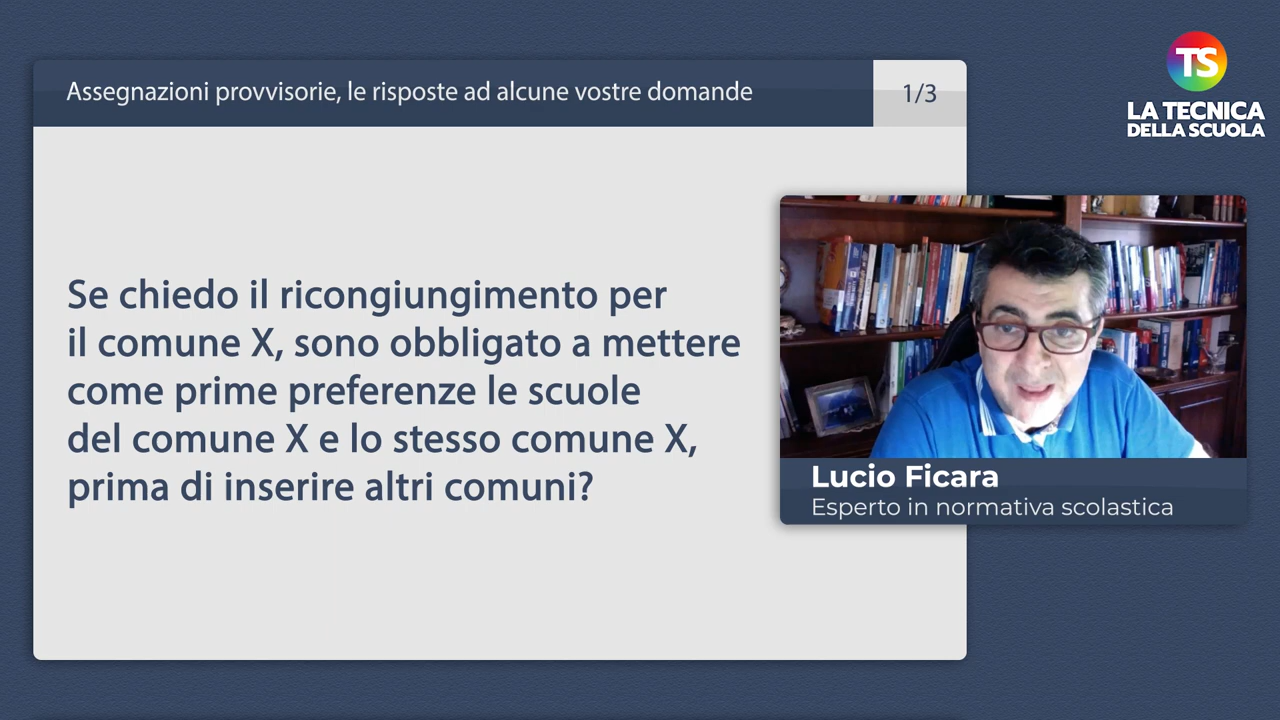 Assegnazioni provvisorie, le risposte ad alcune vostre domande
1/3
TS
LA TECNICA
DELLA SCUOLA
Se chiedo il ricongiungimento per
il comune X, sono obbligato a mettere
come prime preferenze le scuole
del comune X e lo stesso comune X,
prima di inserire altri comuni?
Lucio Ficara
Esperto in normativa scolastica